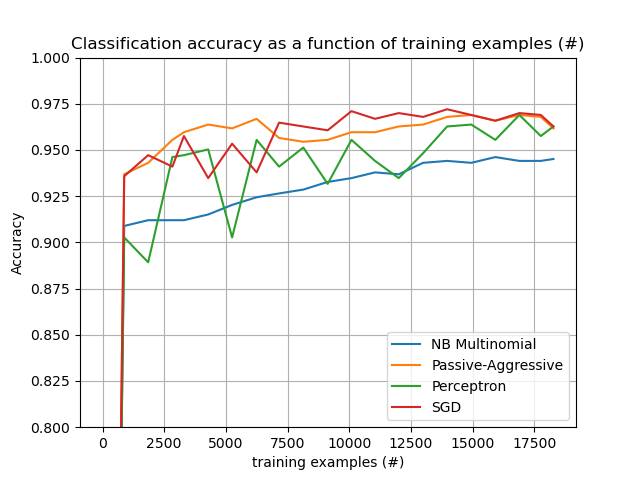 Classification accuracy as a function of training examples (#)
1.000
0.975
0.950
0.925
0.900
0.875
0.850
0.825
0.800
Accuracy
NB Multinomial
Passive-Aggressive
Perceptron
SGD
0 2500 5000 7500 10000 12500 15000 17500
training examples (#)